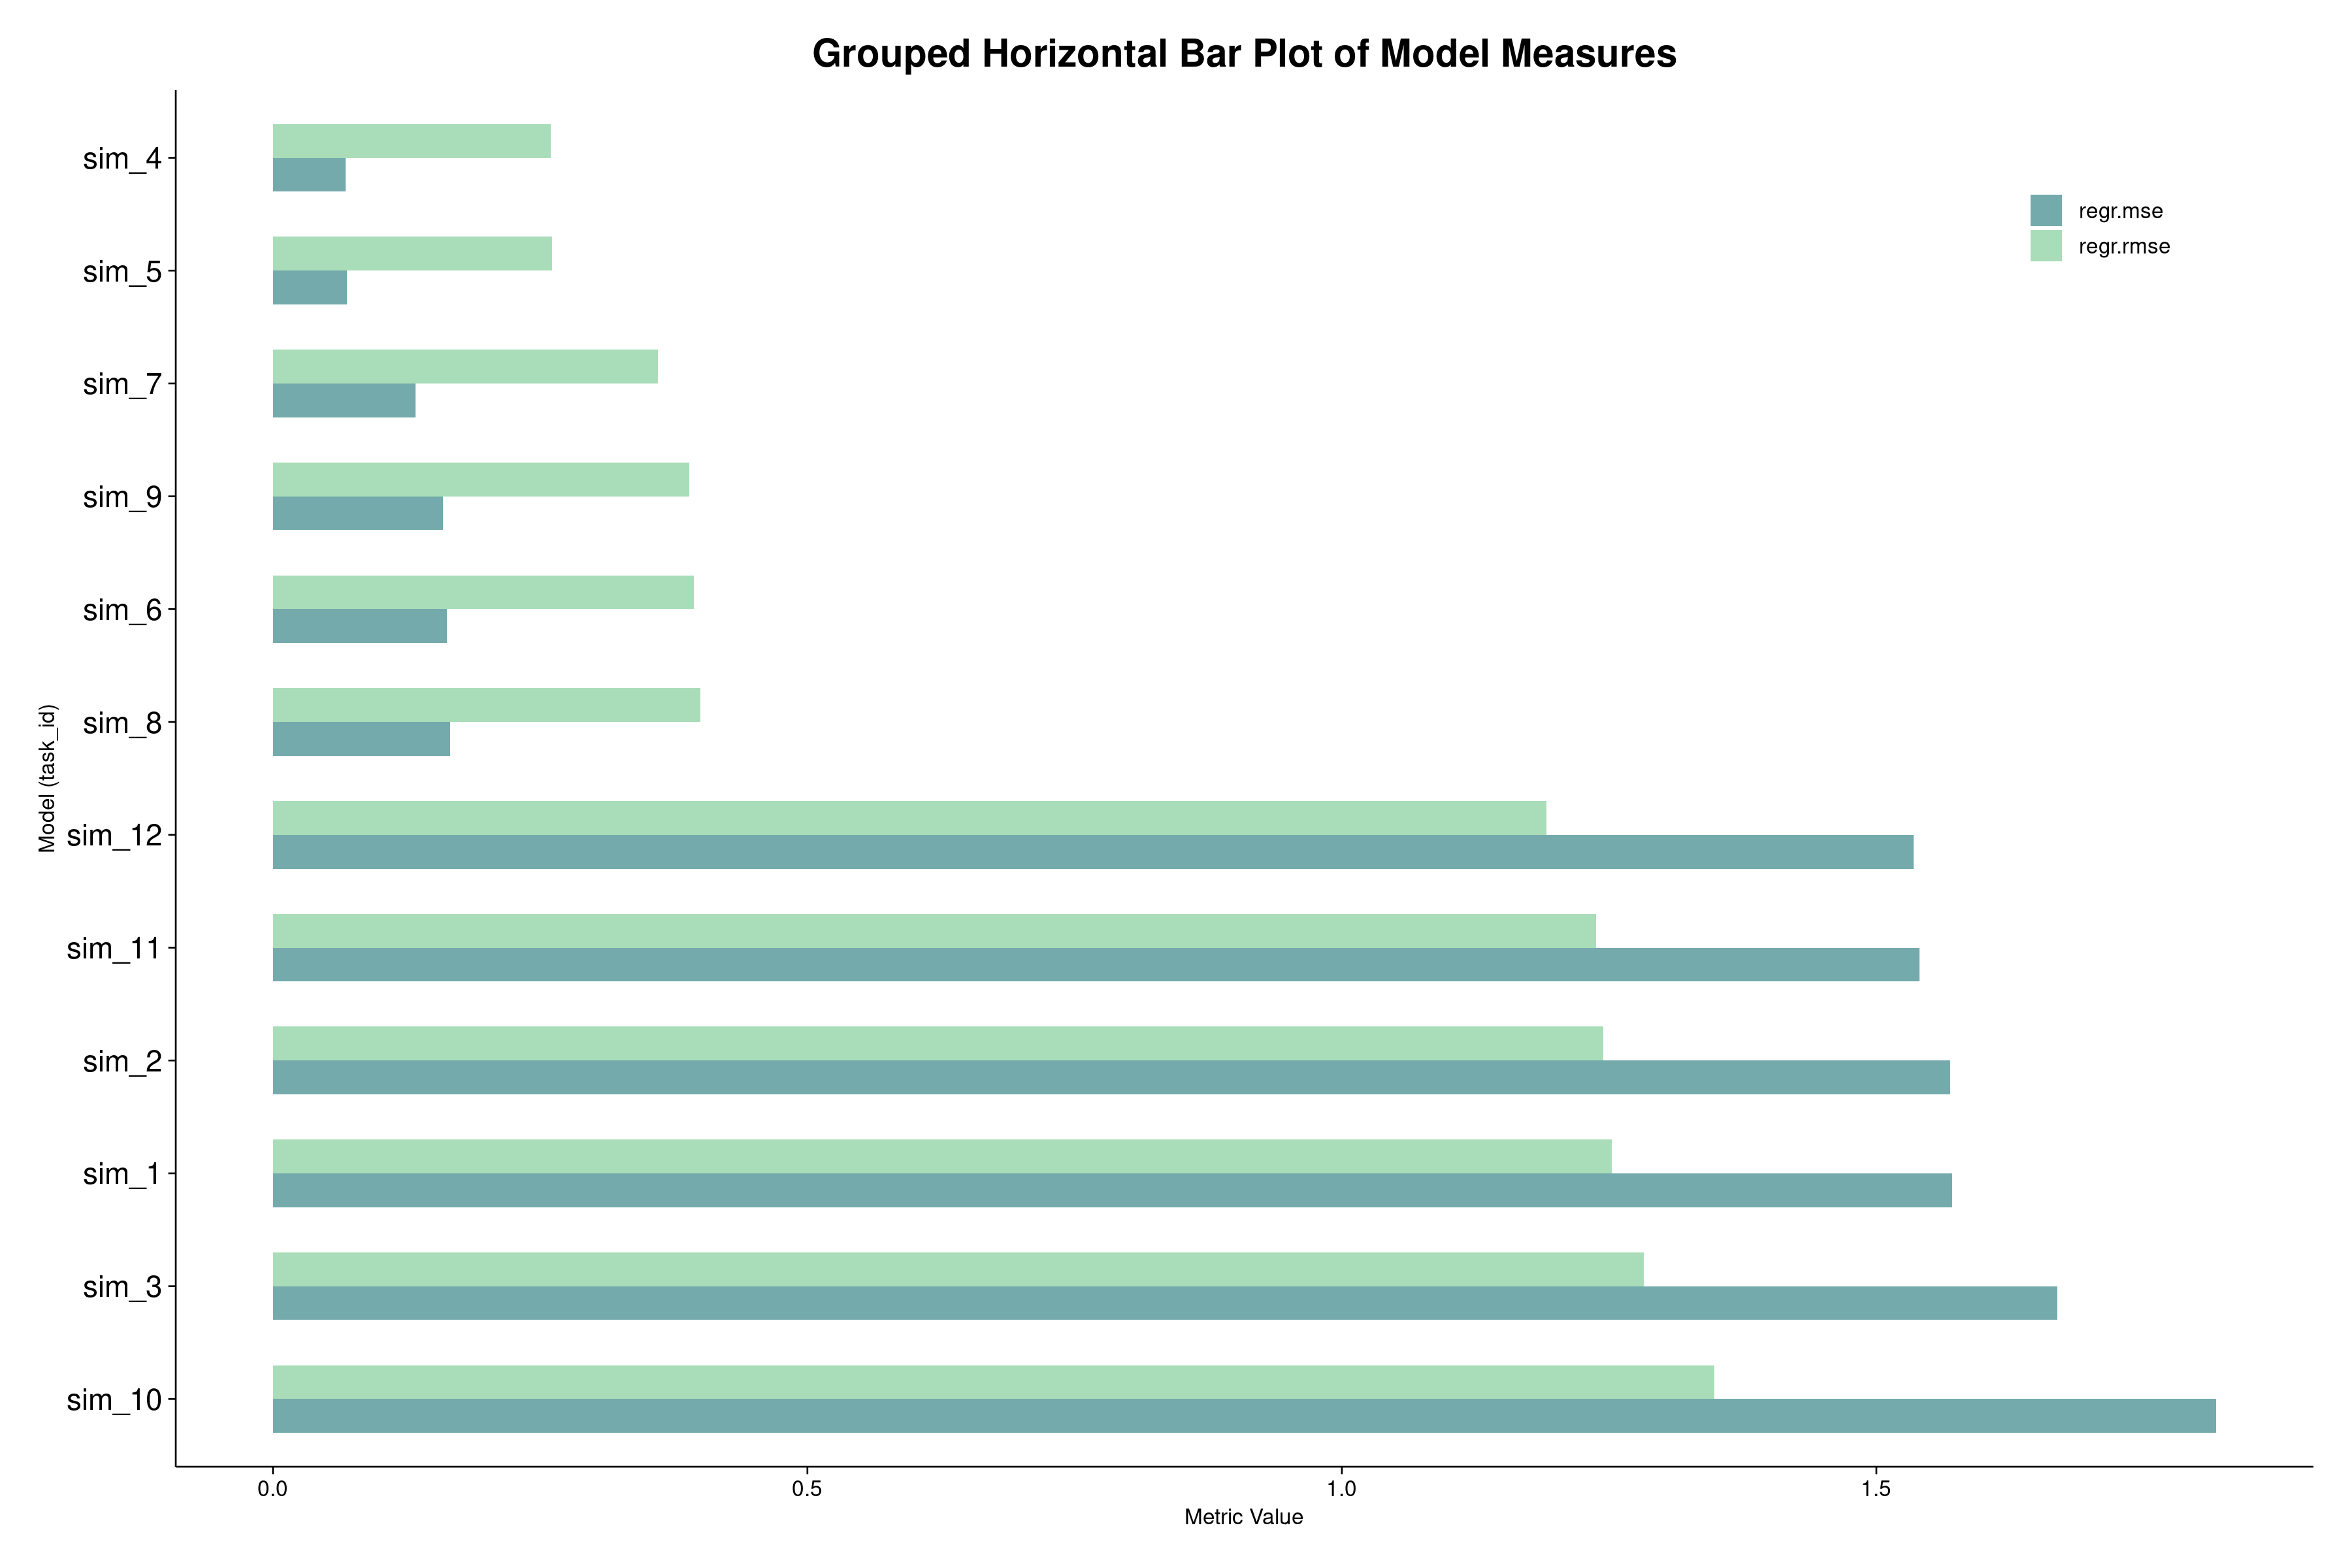 Grouped Horizontal Bar Plot of Model Measures
sim_4
sim_5
sim_7
sim_9
sim_6
sim_8
sim_12
sim_11
sim_2
sim_1
sim_3
sim_10
Model (task_id)
regr.mse
regr.rmse
0.0 0.5 1.0 1.5
Metric Value